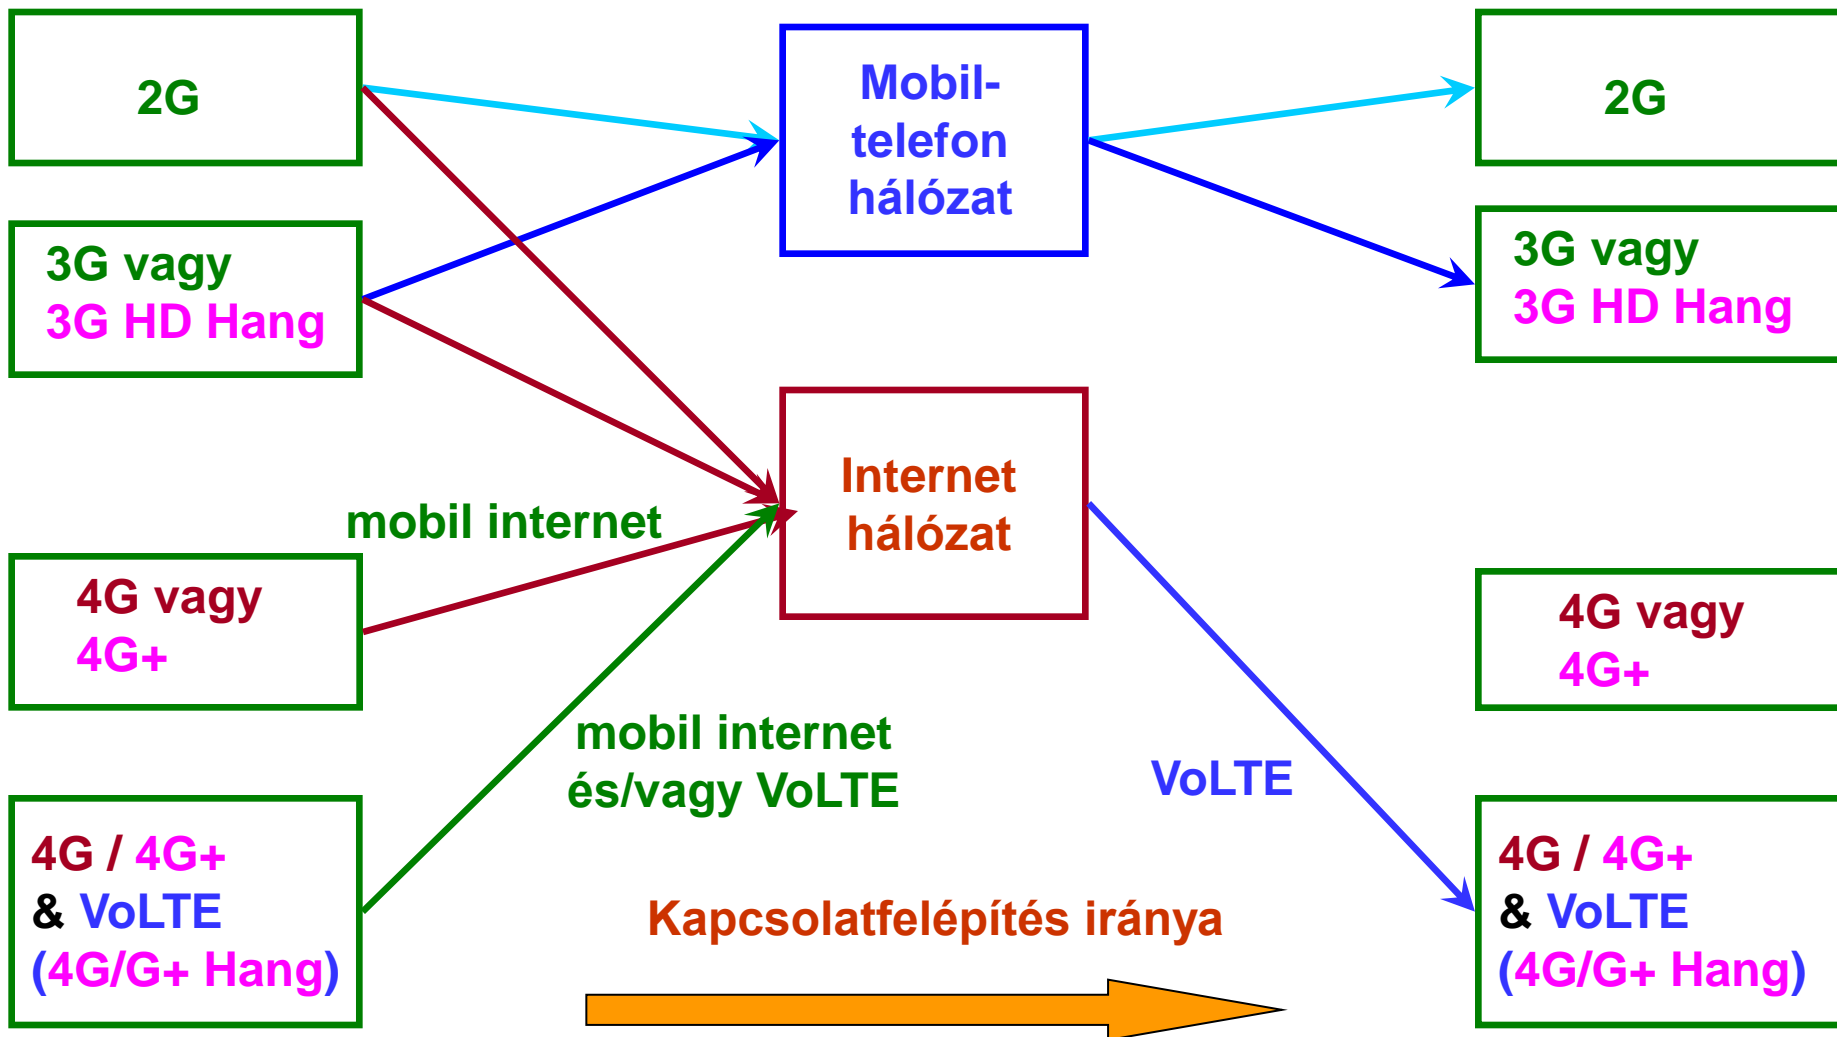 2G
3G vagy
3G HD Hang
4G vagy
4G+
4G / 4G+
& VoLTE
(4G/G+ Hang)
Mobil-
telefon
hálózat
Internet
hálózat
mobil internet
mobil internet
és/vagy VoLTE
VoLTE
Kapcsolatfelépítés iránya
2G
3G vagy
3G HD Hang
4G vagy
4G+
4G / 4G+
& VoLTE
(4G/G+ Hang)